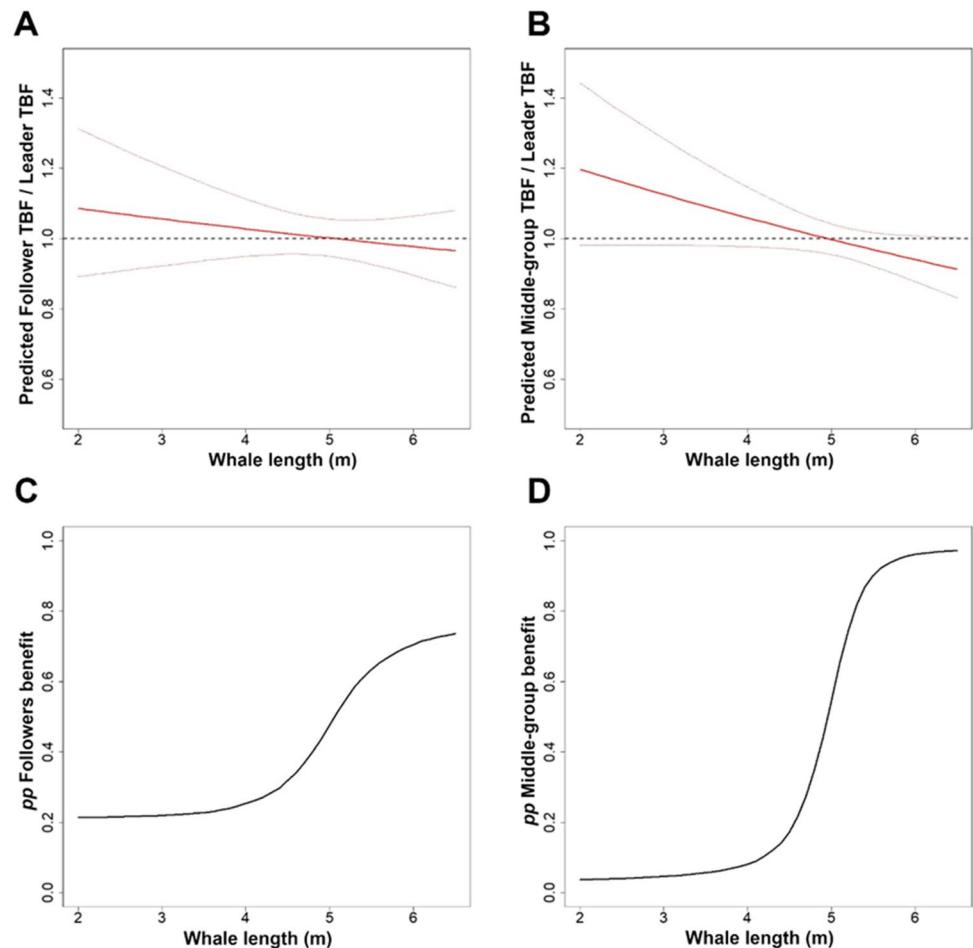 A
B
Predicted Follower TBF / Leader TBF
1.4
1.2
1.0
0.8
0.6
2 3 4 5 6
Whale length (m)
Predicted Middle-group TBF / Leader TBF
1.4
1.2
1.0
0.8
0.6
2 3 4 5 6
Whale length (m)
C
D
pp Followers benefit
1.0
0.8
0.6
0.4
0.2
0.0
2 3 4 5 6
Whale length (m)
pp Middle-group benefit
1.0
0.8
0.6
0.4
0.2
0.0
2 3 4 5 6
Whale length (m)